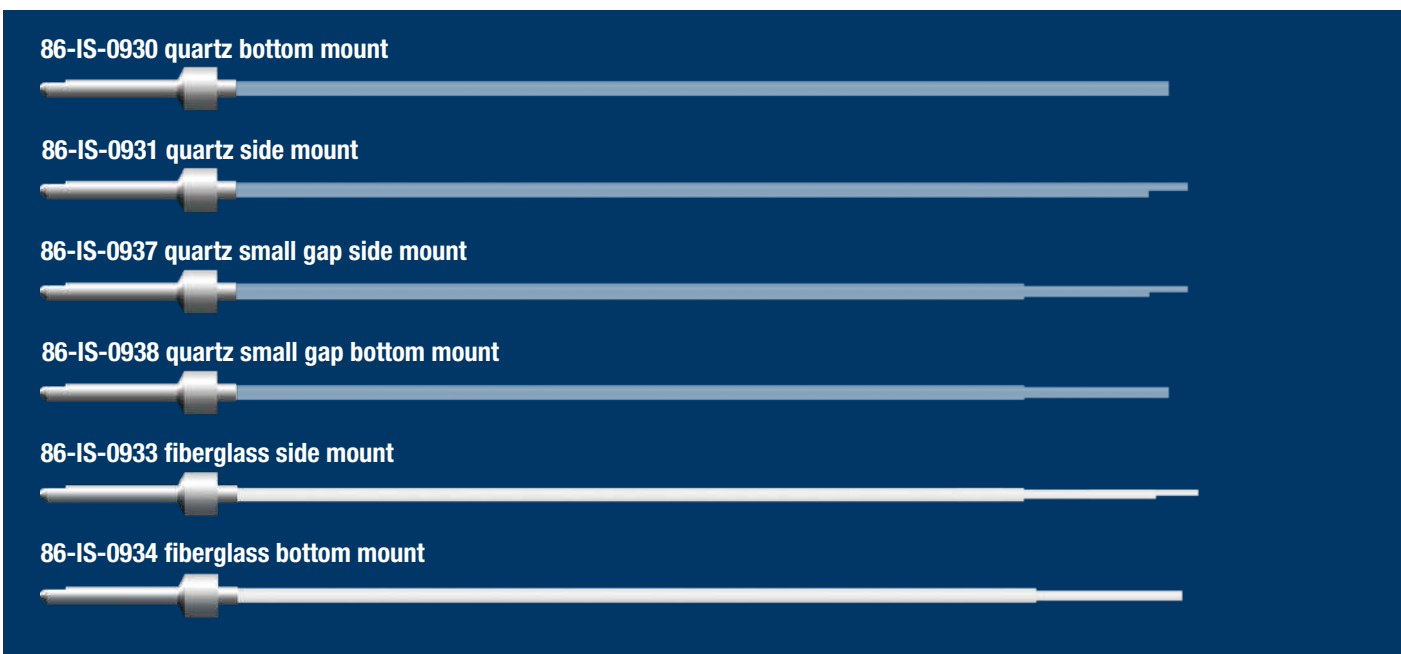 86-IS-0930 quartz bottom mount
86-IS-0931 quartz side mount
86-IS-0937 quartz small gap side mount
86-IS-0938 quartz small gap bottom mount
86-IS-0933 fiberglass side mount
86-IS-0934 fiberglass bottom mount